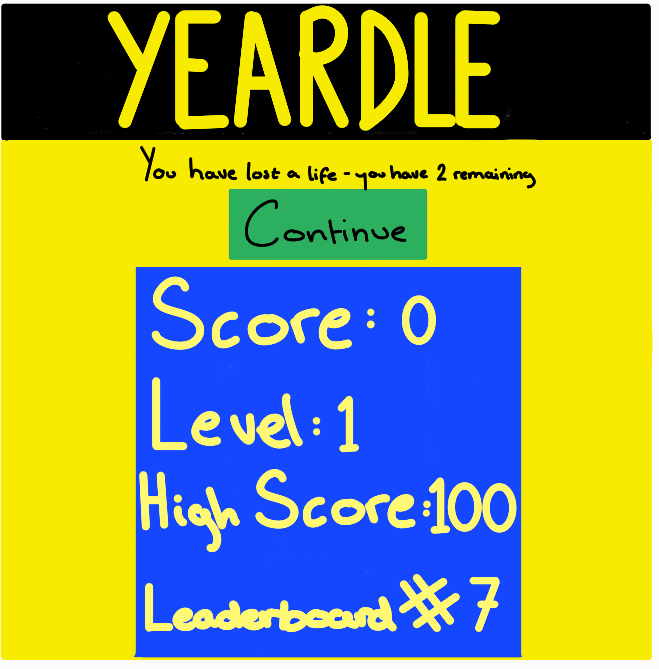 YEARDLE
You have lost a life - you have 2 remaining
Continue
Score: 0
Level: 1
High Score: 100
Leaderboard #7